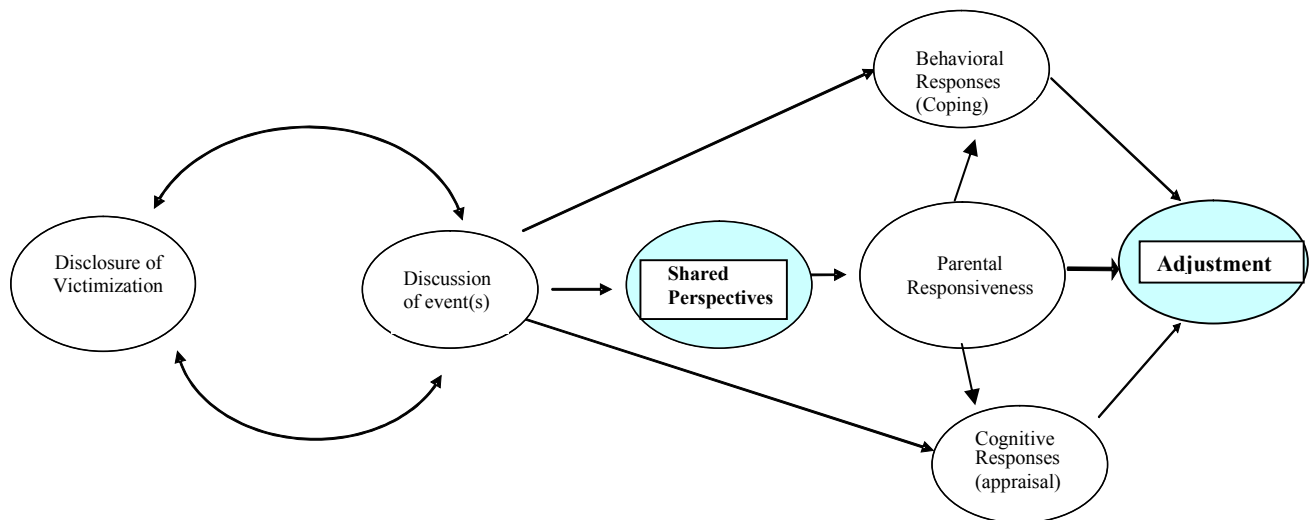 Disclosure of
Victimization
Discussion
of event(s)
Shared
Perspectives
Behavioral
Responses
(Coping)
Parental
Responsiveness
Cognitive
Responses
(appraisal)
Adjustment